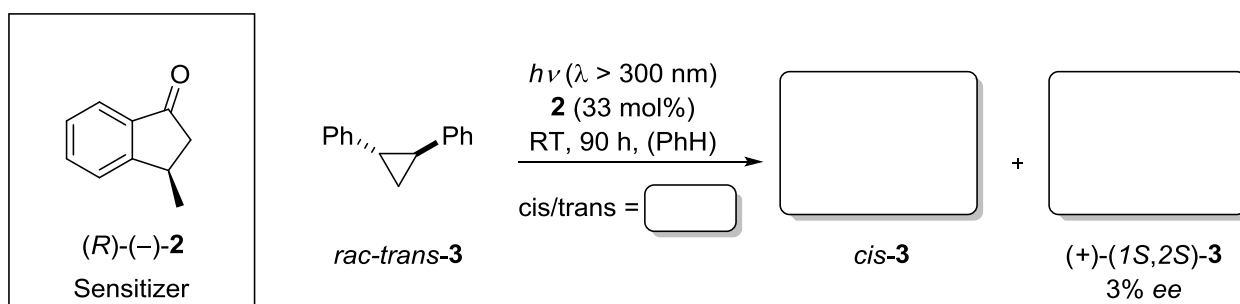 O
(R)-(–)-2
Sensitizer
Ph
Ph
rac-trans-3
hν (λ > 300 nm)
2 (33 mol%)
RT, 90 h, (PhH)
cis/trans =
cis-3
+
(+)-(1S,2S)-3
3% ee